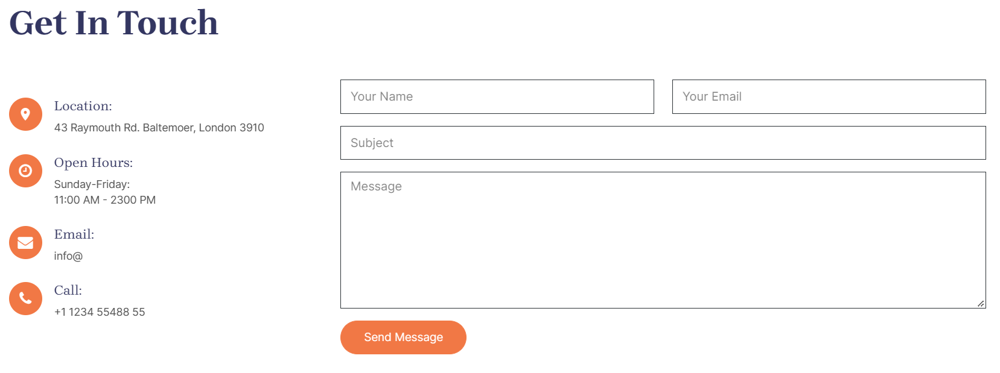 Get In Touch
Location:
43 Raymouth Rd. Baltemoer, London 3910
Open Hours:
Sunday-Friday:
11:00 AM - 2300 PM
Email:
info@
Call:
+1 1234 55488 55
Your Name
Your Email
Subject
Message
Send Message